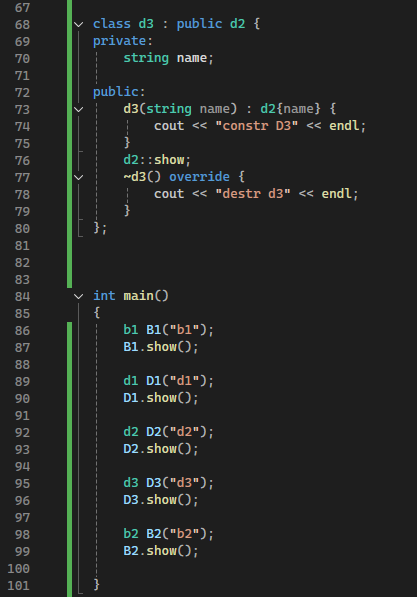 67
68 class d3 : public d2 {
69 private:
70     string name;
71
72 public:
73     d3(string name) : d2{name} {
74         cout << "constr D3" << endl;
75     }
76     d2::show;
77     ~d3() override {
78         cout << "destr d3" << endl;
79     }
80 };
81
82
83
84 int main()
85 {
86     b1 B1("b1");
87     B1.show();
88
89     d1 D1("d1");
90     D1.show();
91
92     d2 D2("d2");
93     D2.show();
94
95     d3 D3("d3");
96     D3.show();
97
98     b2 B2("b2");
99     B2.show();
100
101 }